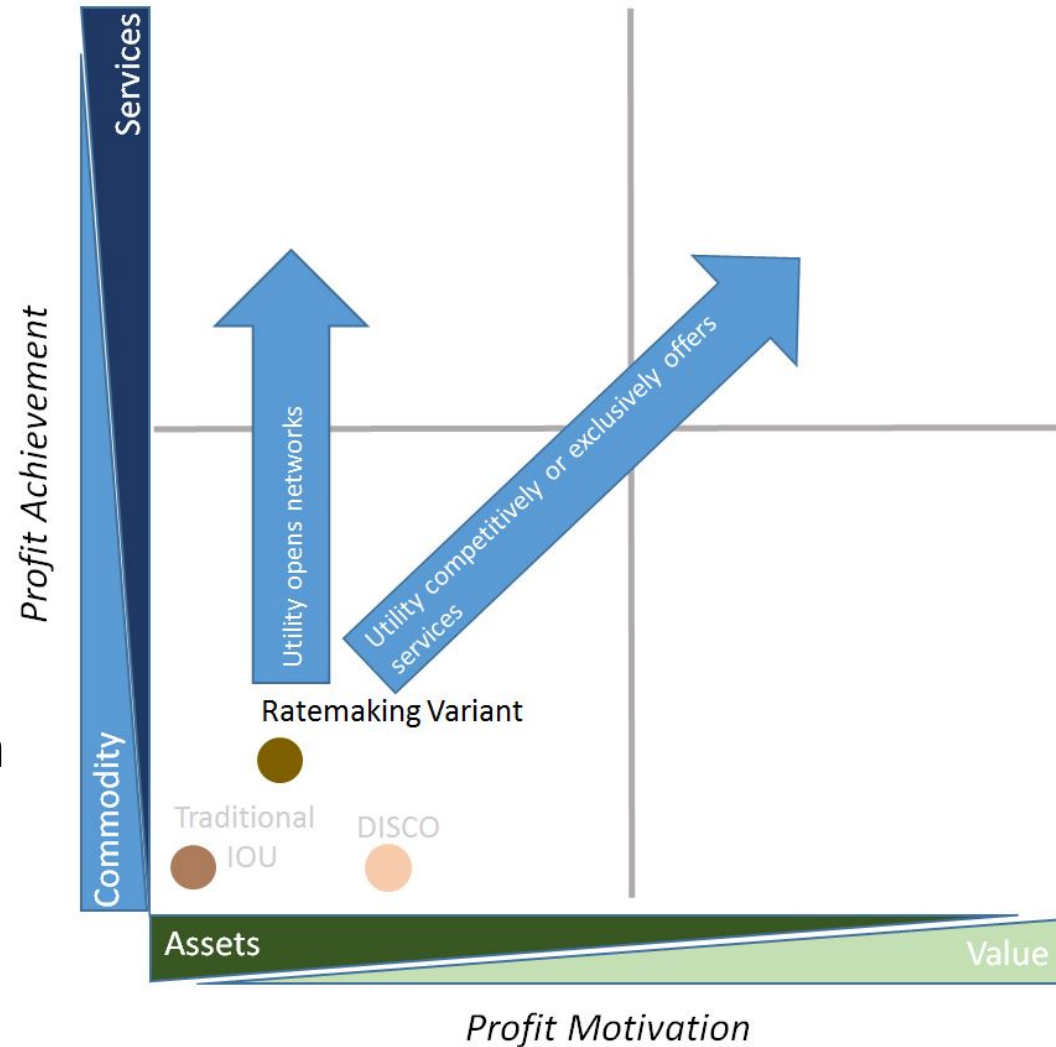 Services
Profit Achievement
Utility opens networks
Utility competitively or exclusively offers
services
Ratemaking Variant
Traditional
IOU
DISCO
Commodity
Assets
Value
Profit Motivation